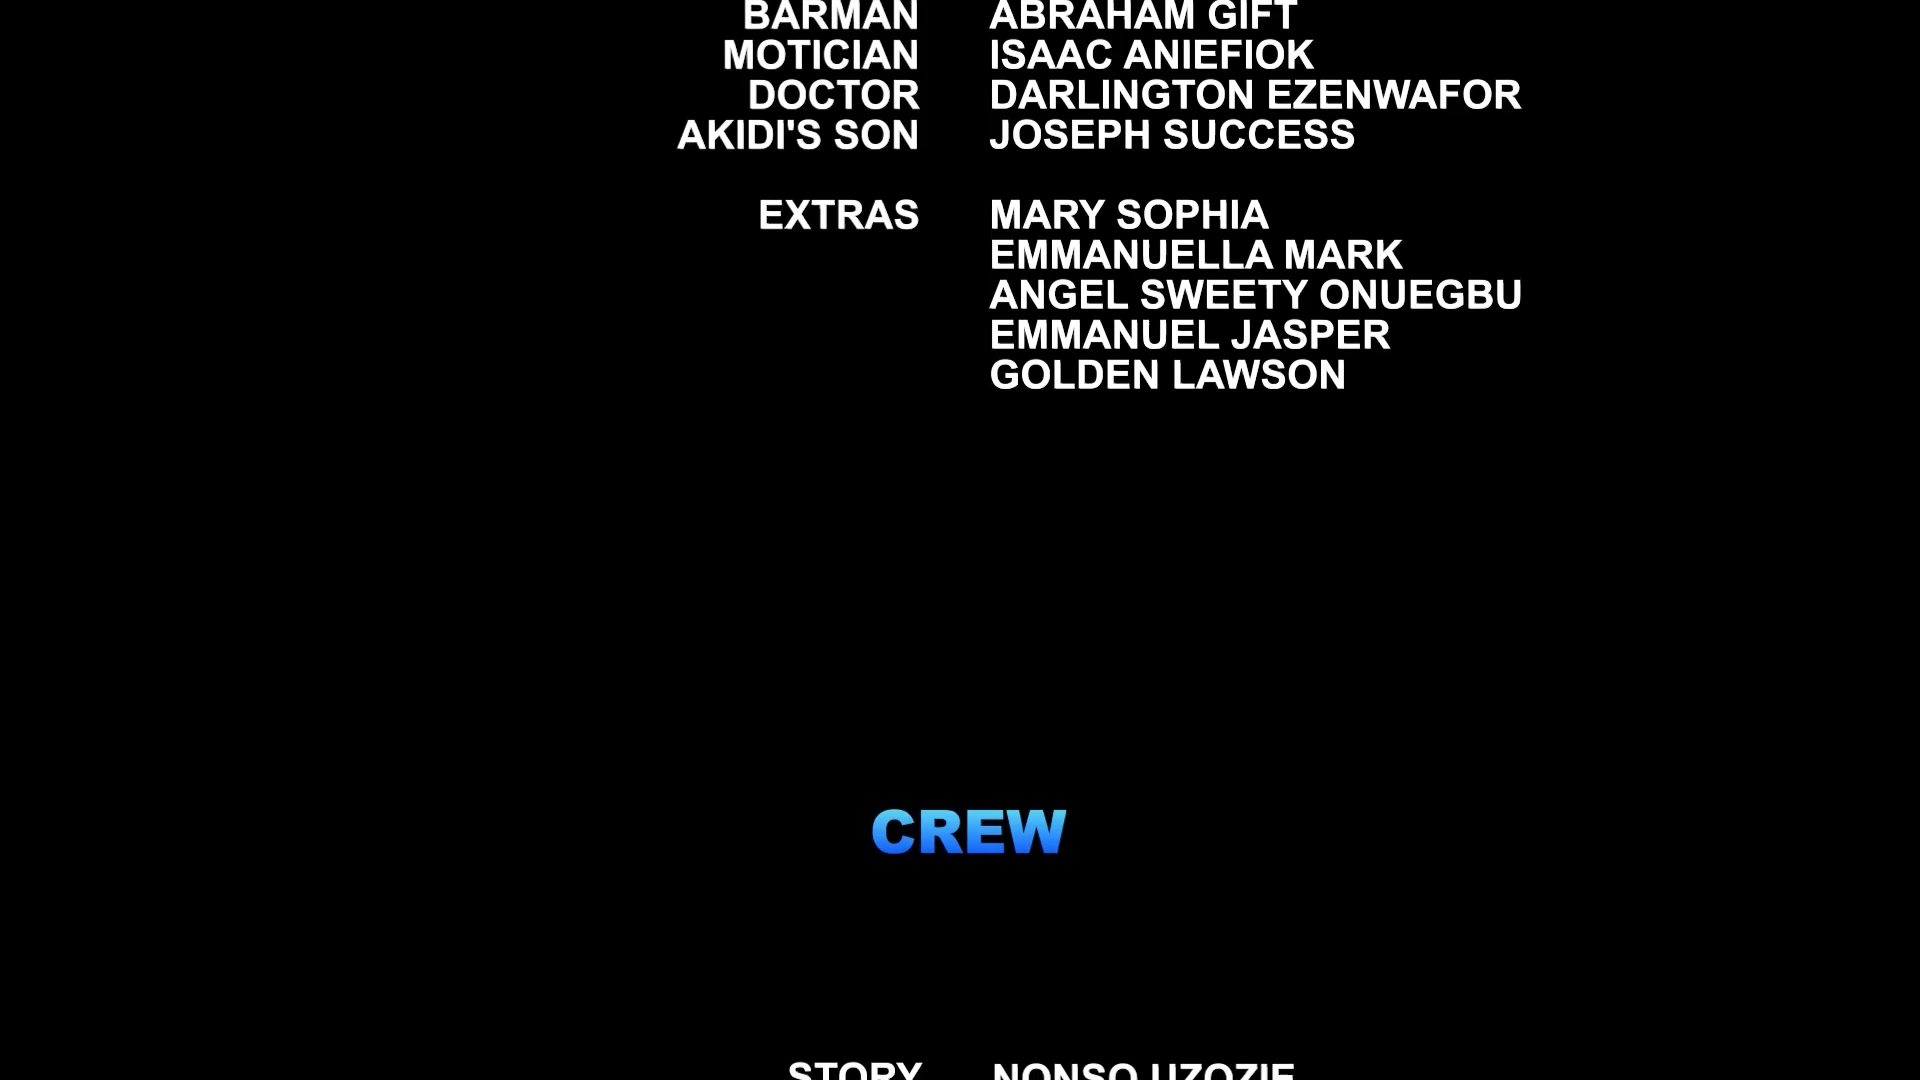 BARMAN ABRAHAM GIFT
MOTICIAN ISAAC ANIEFIOK
DOCTOR DARLINGTON EZENWAFOR
AKIDI'S SON JOSEPH SUCCESS
EXTRAS MARY SOPHIA
EMMANUELLA MARK
ANGEL SWEETY ONUEGBU
EMMANUEL JASPER
GOLDEN LAWSON
CREW
STORY NONSO UZOZIE